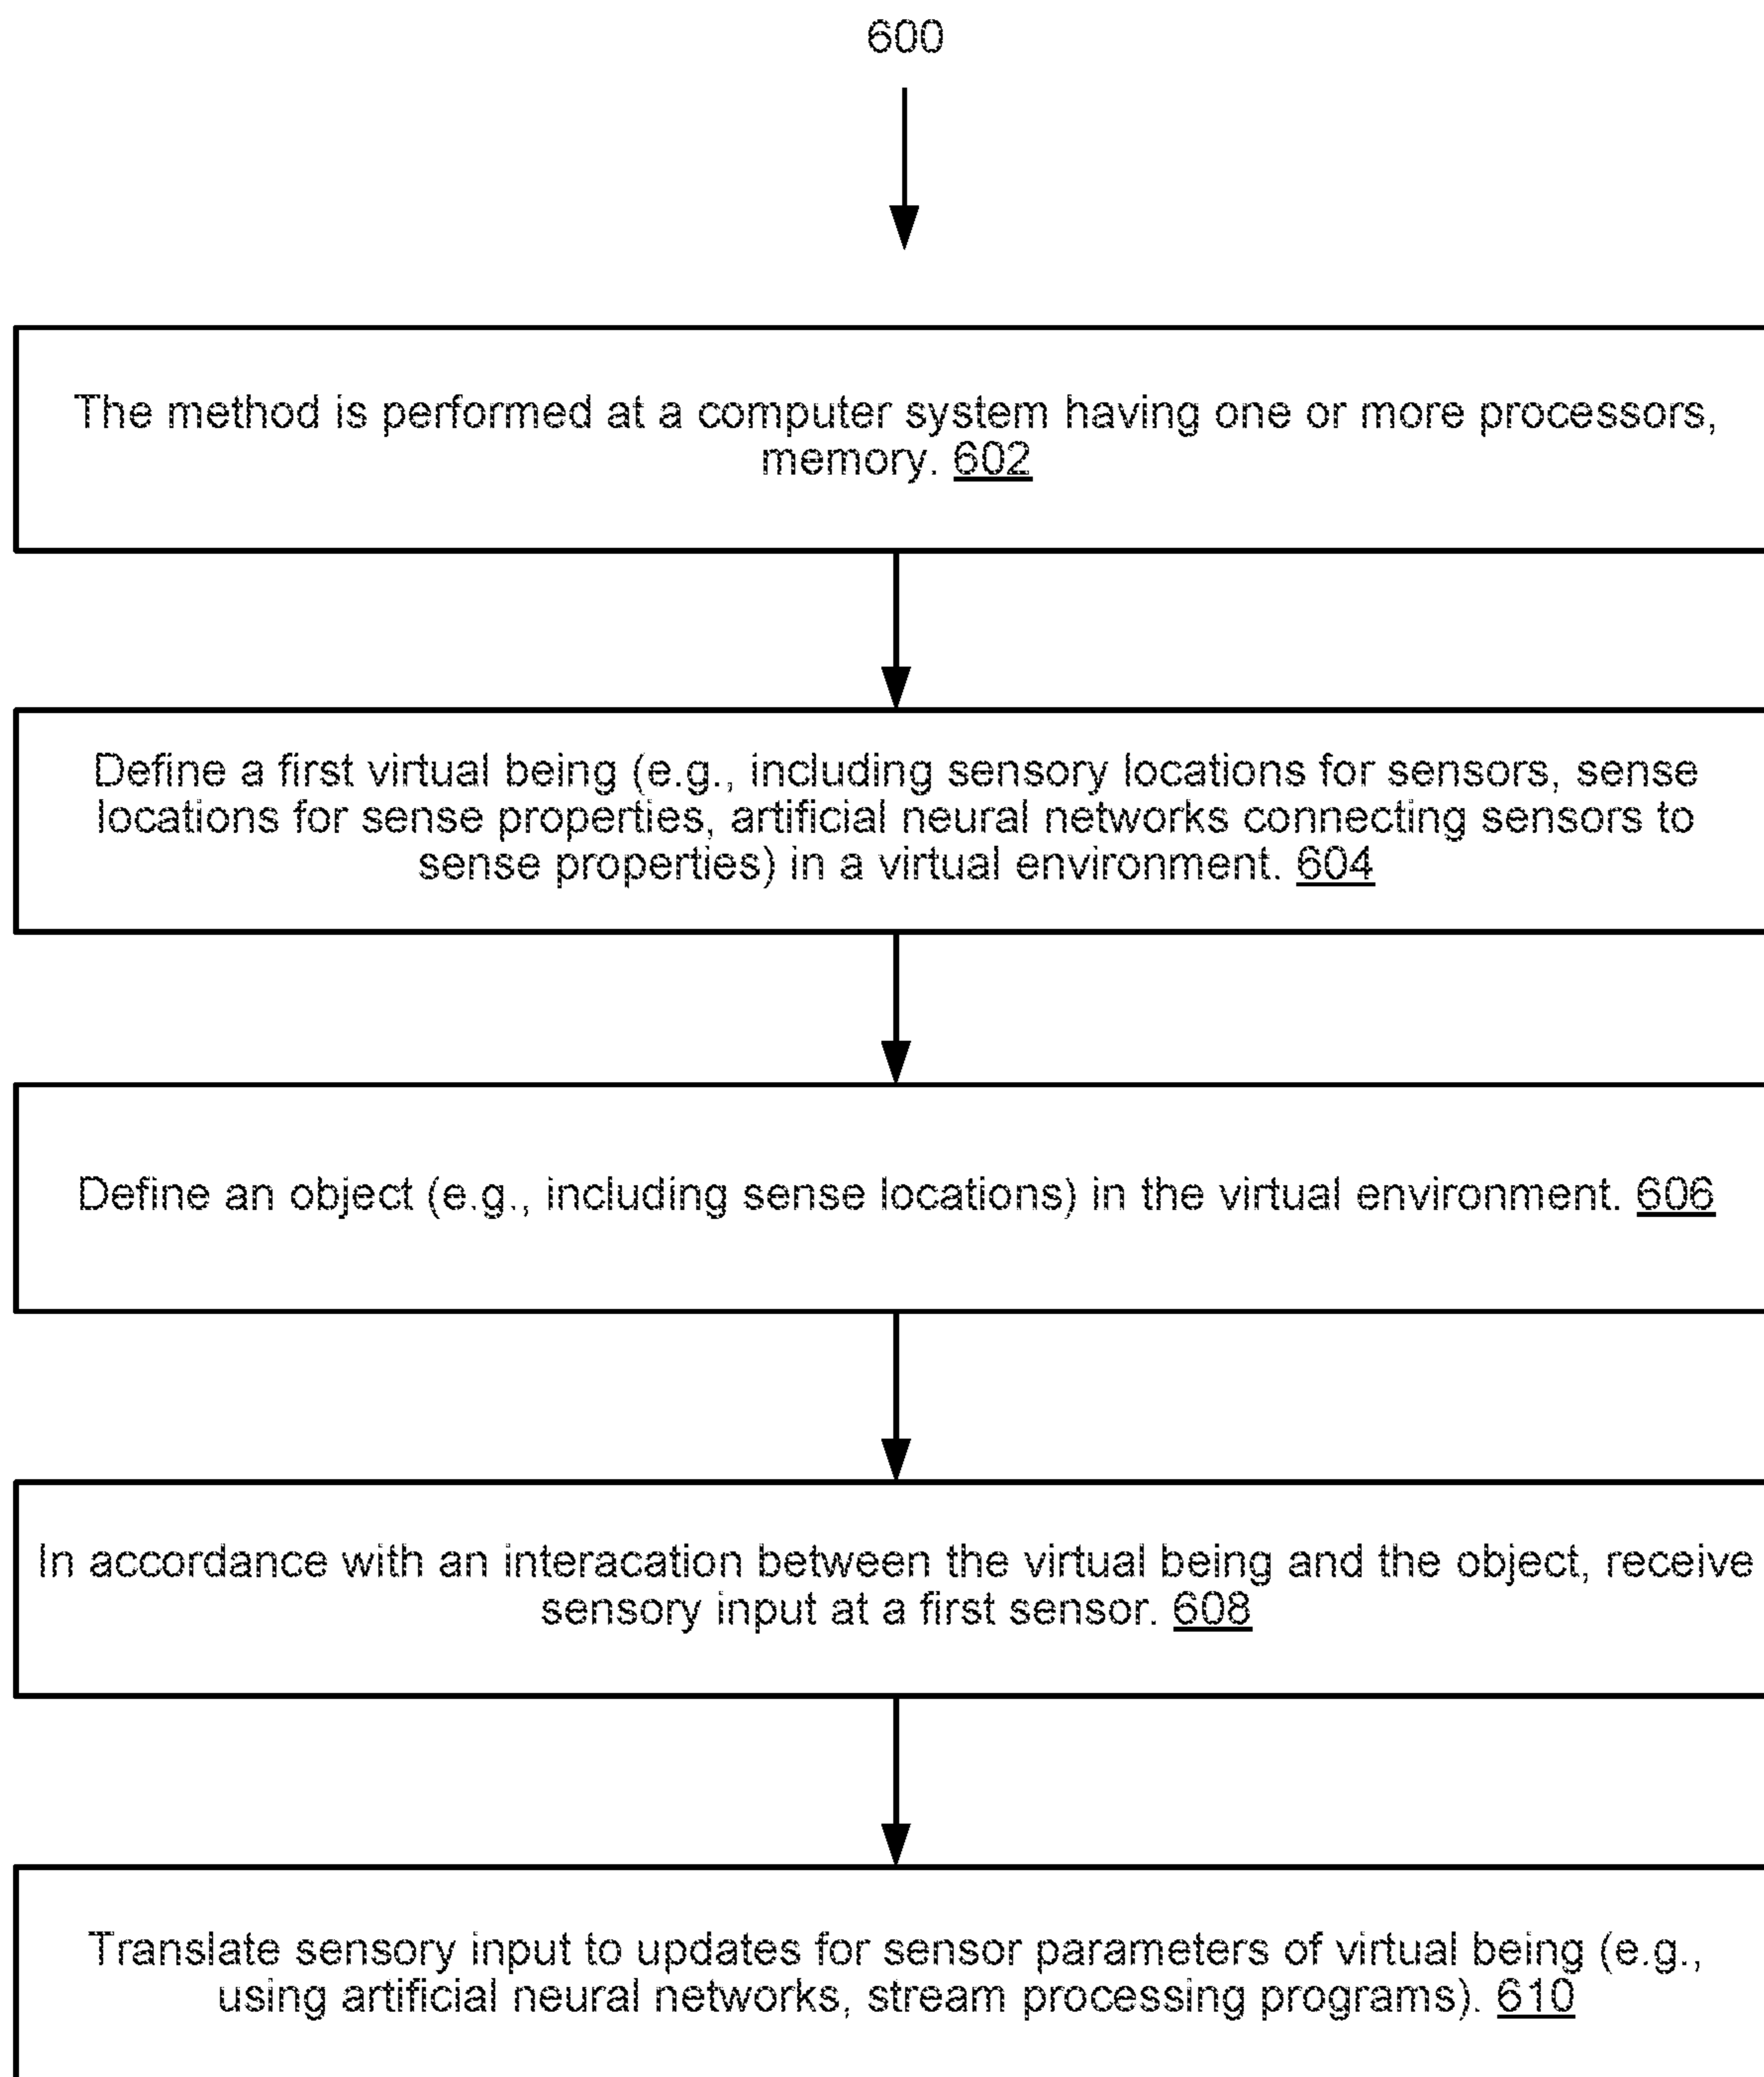 600
The method is performed at a computer system having one or more processors,
memory. 602
Define a first virtual being (e.g., including sensory locations for sensors, sense
locations for sense properties, artificial neural networks connecting sensors to
sense properties) in a virtual environment. 604
Define an object (e.g., including sense locations) in the virtual environment. 606
In accordance with an interacation between the virtual being and the object, receive
sensory input at a first sensor. 608
Translate sensory input to updates for sensor parameters of virtual being (e.g.,
using artificial neural networks, stream processing programs). 610